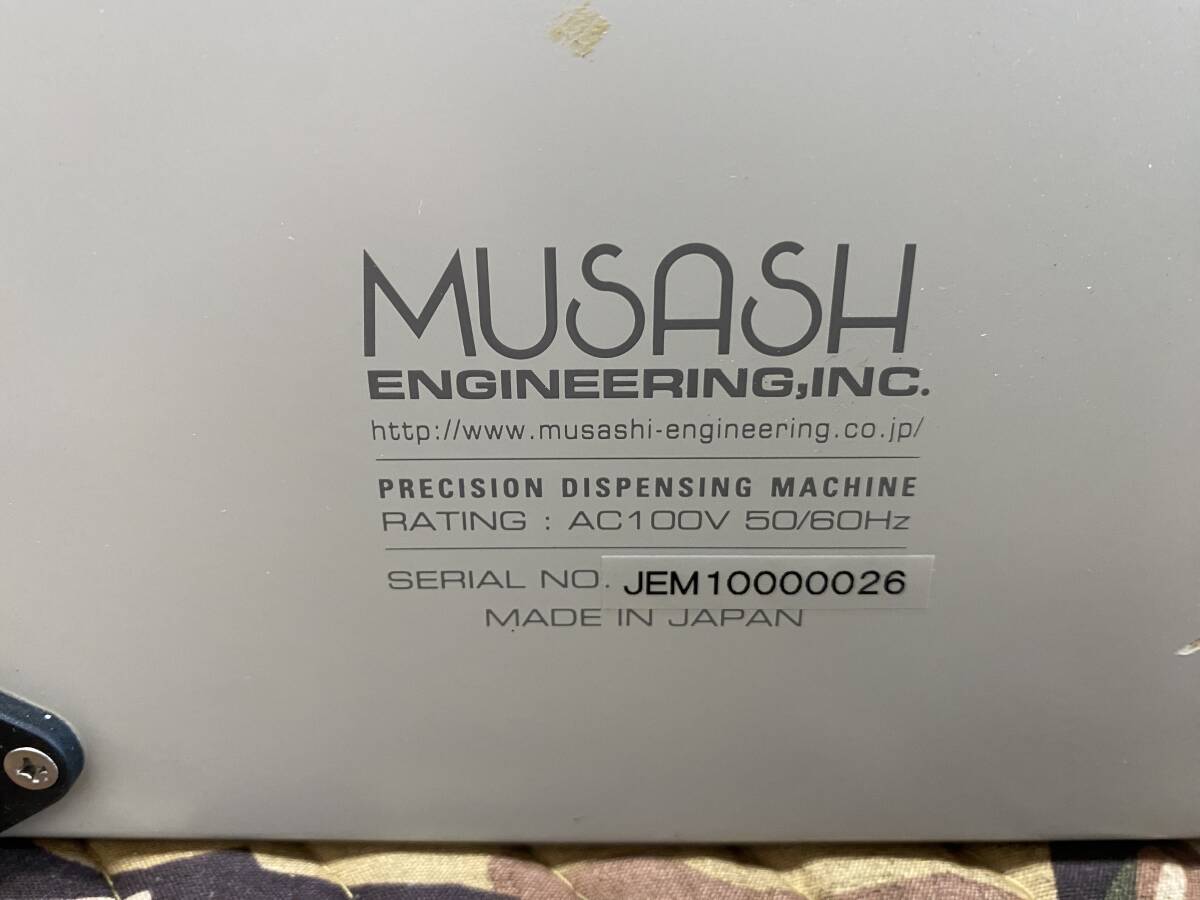 MUSASHI
ENGINEERING,INC.
http://www.musashi-engineering.co.jp/
PRECISION DISPENSING MACHINE
RATING : AC100V 50/60Hz
SERIAL NO. JEM10000026
MADE IN JAPAN